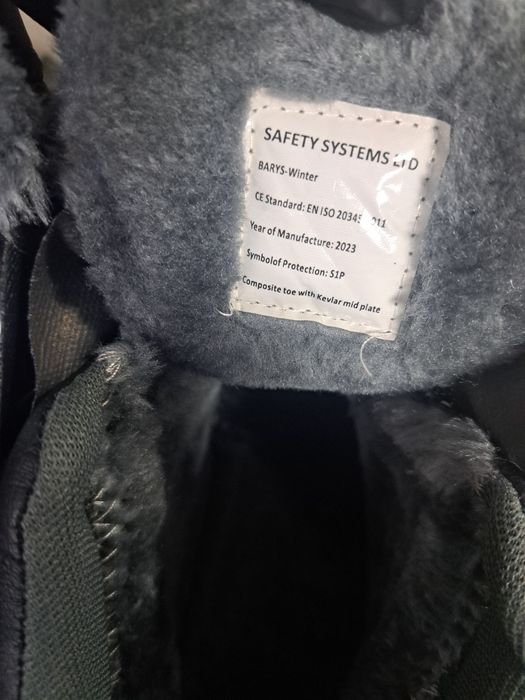 SAFETY SYSTEMS LTD
BARYS-Winter
CE Standard: EN ISO 20345 011
Year of Manufacture: 2023
Symbolof Protection: S1P
Composite toe with Kevlar mid plate